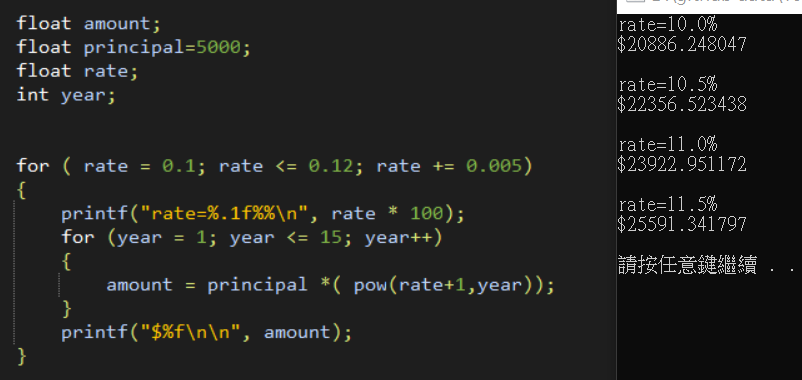 float amount;
float principal=5000;
float rate;
int year;
for ( rate = 0.1; rate <= 0.12; rate += 0.005)
{
printf("rate=%.1f%%\n", rate * 100);
for (year = 1; year <= 15; year++)
{
amount = principal *( pow(rate+1,year));
}
printf("$%f\n\n", amount);
}
rate=10.0%
$20886.248047
rate=10.5%
$22356.523438
rate=11.0%
$23922.951172
rate=11.5%
$25591.341797
請按任意鍵繼續 . .